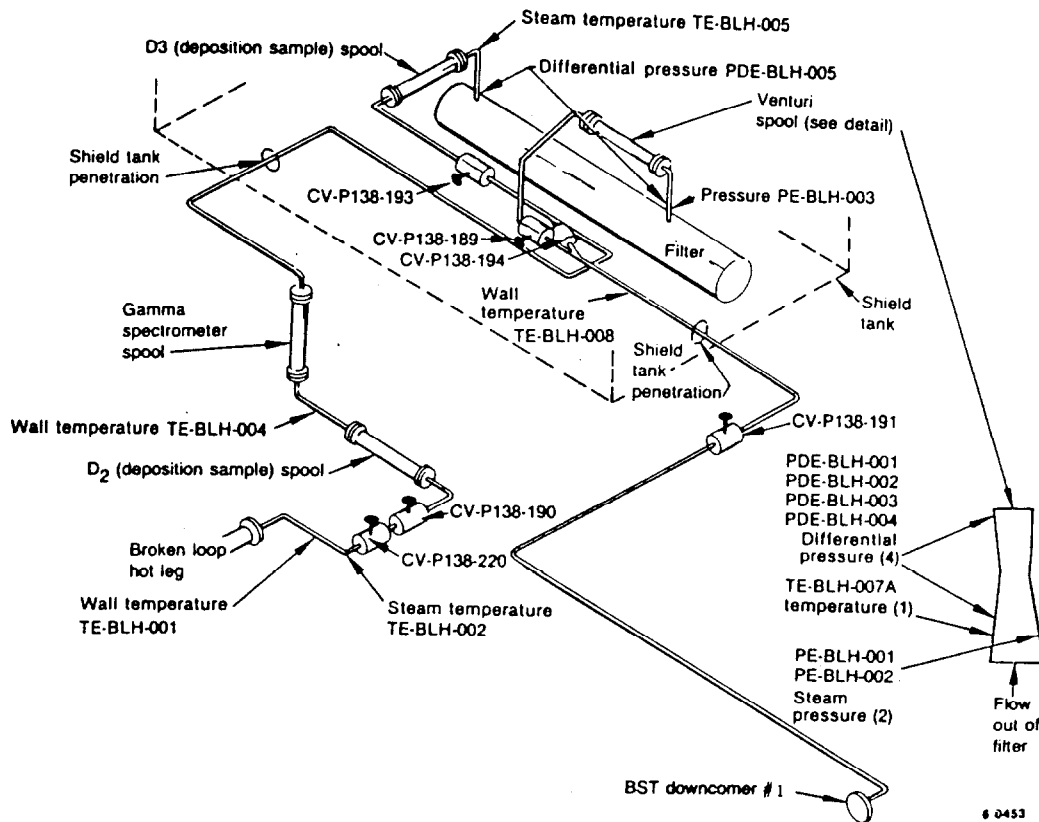 Steam temperature TE-BLH-005
D3 (deposition sample) spool
Differential pressure PDE-BLH-005
Venturi
spool (see detail)
Shield tank
penetration
CV-P138-193
Pressure PE-BLH-003
CV-P138-189
CV-P138-194
Filter
Wall
temperature
TE-BLH-008
Shield
tank
Shield
tank
penetration
Gamma
spectrometer
spool
Wall temperature TE-BLH-004
CV-P138-191
D2 (deposition sample) spool
PDE-BLH-001
PDE-BLH-002
PDE-BLH-003
PDE-BLH-004
Differential
pressure (4)
CV-P138-190
Broken loop
hot leg
CV-P138-220
TE-BLH-007A
temperature (1)
Wall temperature
TE-BLH-001
Steam temperature
TE-BLH-002
PE-BLH-001
PE-BLH-002
Steam
pressure (2)
Flow
out of
filter
BST downcomer #1
6 0453